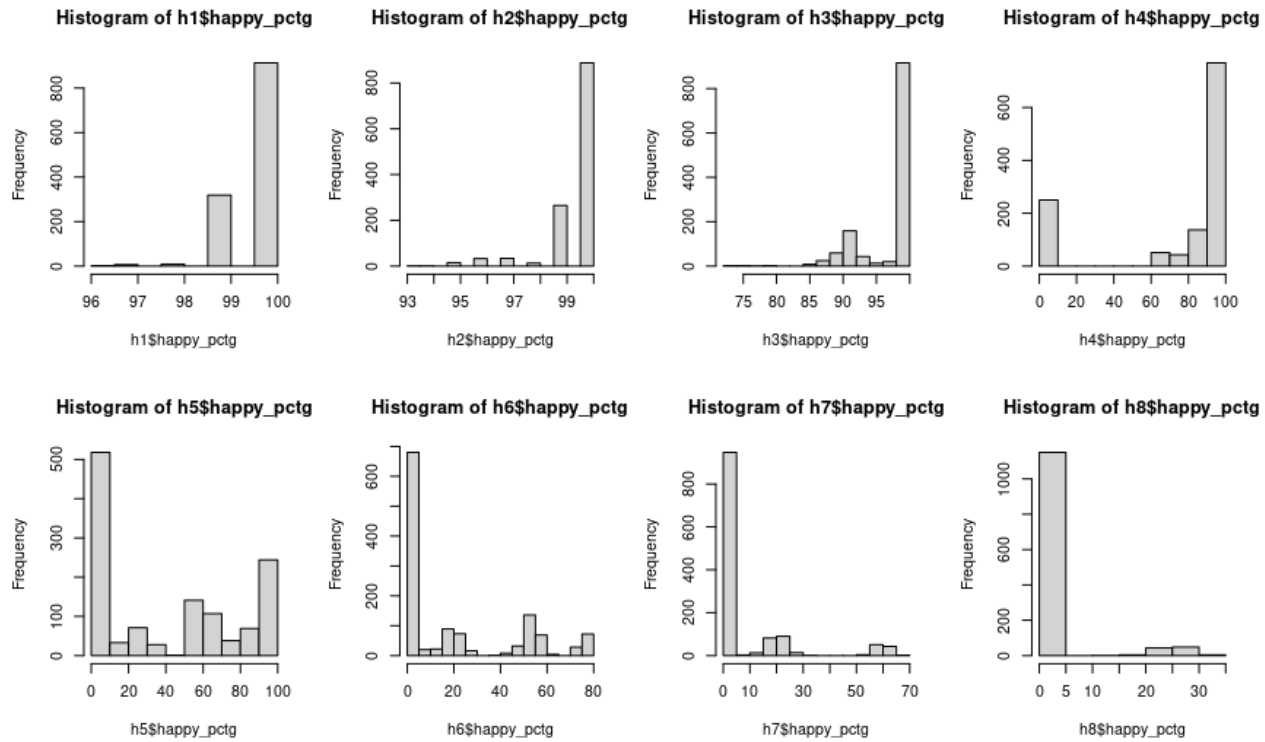 Histogram of h1$happy_pctg
Frequency
0 200 400 600 800
96 97 98 99 100
h1$happy_pctg
Histogram of h2$happy_pctg
Frequency
0 200 400 600 800
93 95 97 99
h2$happy_pctg
Histogram of h3$happy_pctg
Frequency
0 200 400 600 800
75 80 85 90 95
h3$happy_pctg
Histogram of h4$happy_pctg
Frequency
0 200 400 600
0 20 40 60 80 100
h4$happy_pctg
Histogram of h5$happy_pctg
Frequency
0 100 300 500
0 20 40 60 80 100
h5$happy_pctg
Histogram of h6$happy_pctg
Frequency
0 200 400 600
0 20 40 60 80
h6$happy_pctg
Histogram of h7$happy_pctg
Frequency
0 200 400 600 800
0 10 30 50 70
h7$happy_pctg
Histogram of h8$happy_pctg
Frequency
0 200 600 1000
0 5 10 20 30
h8$happy_pctg